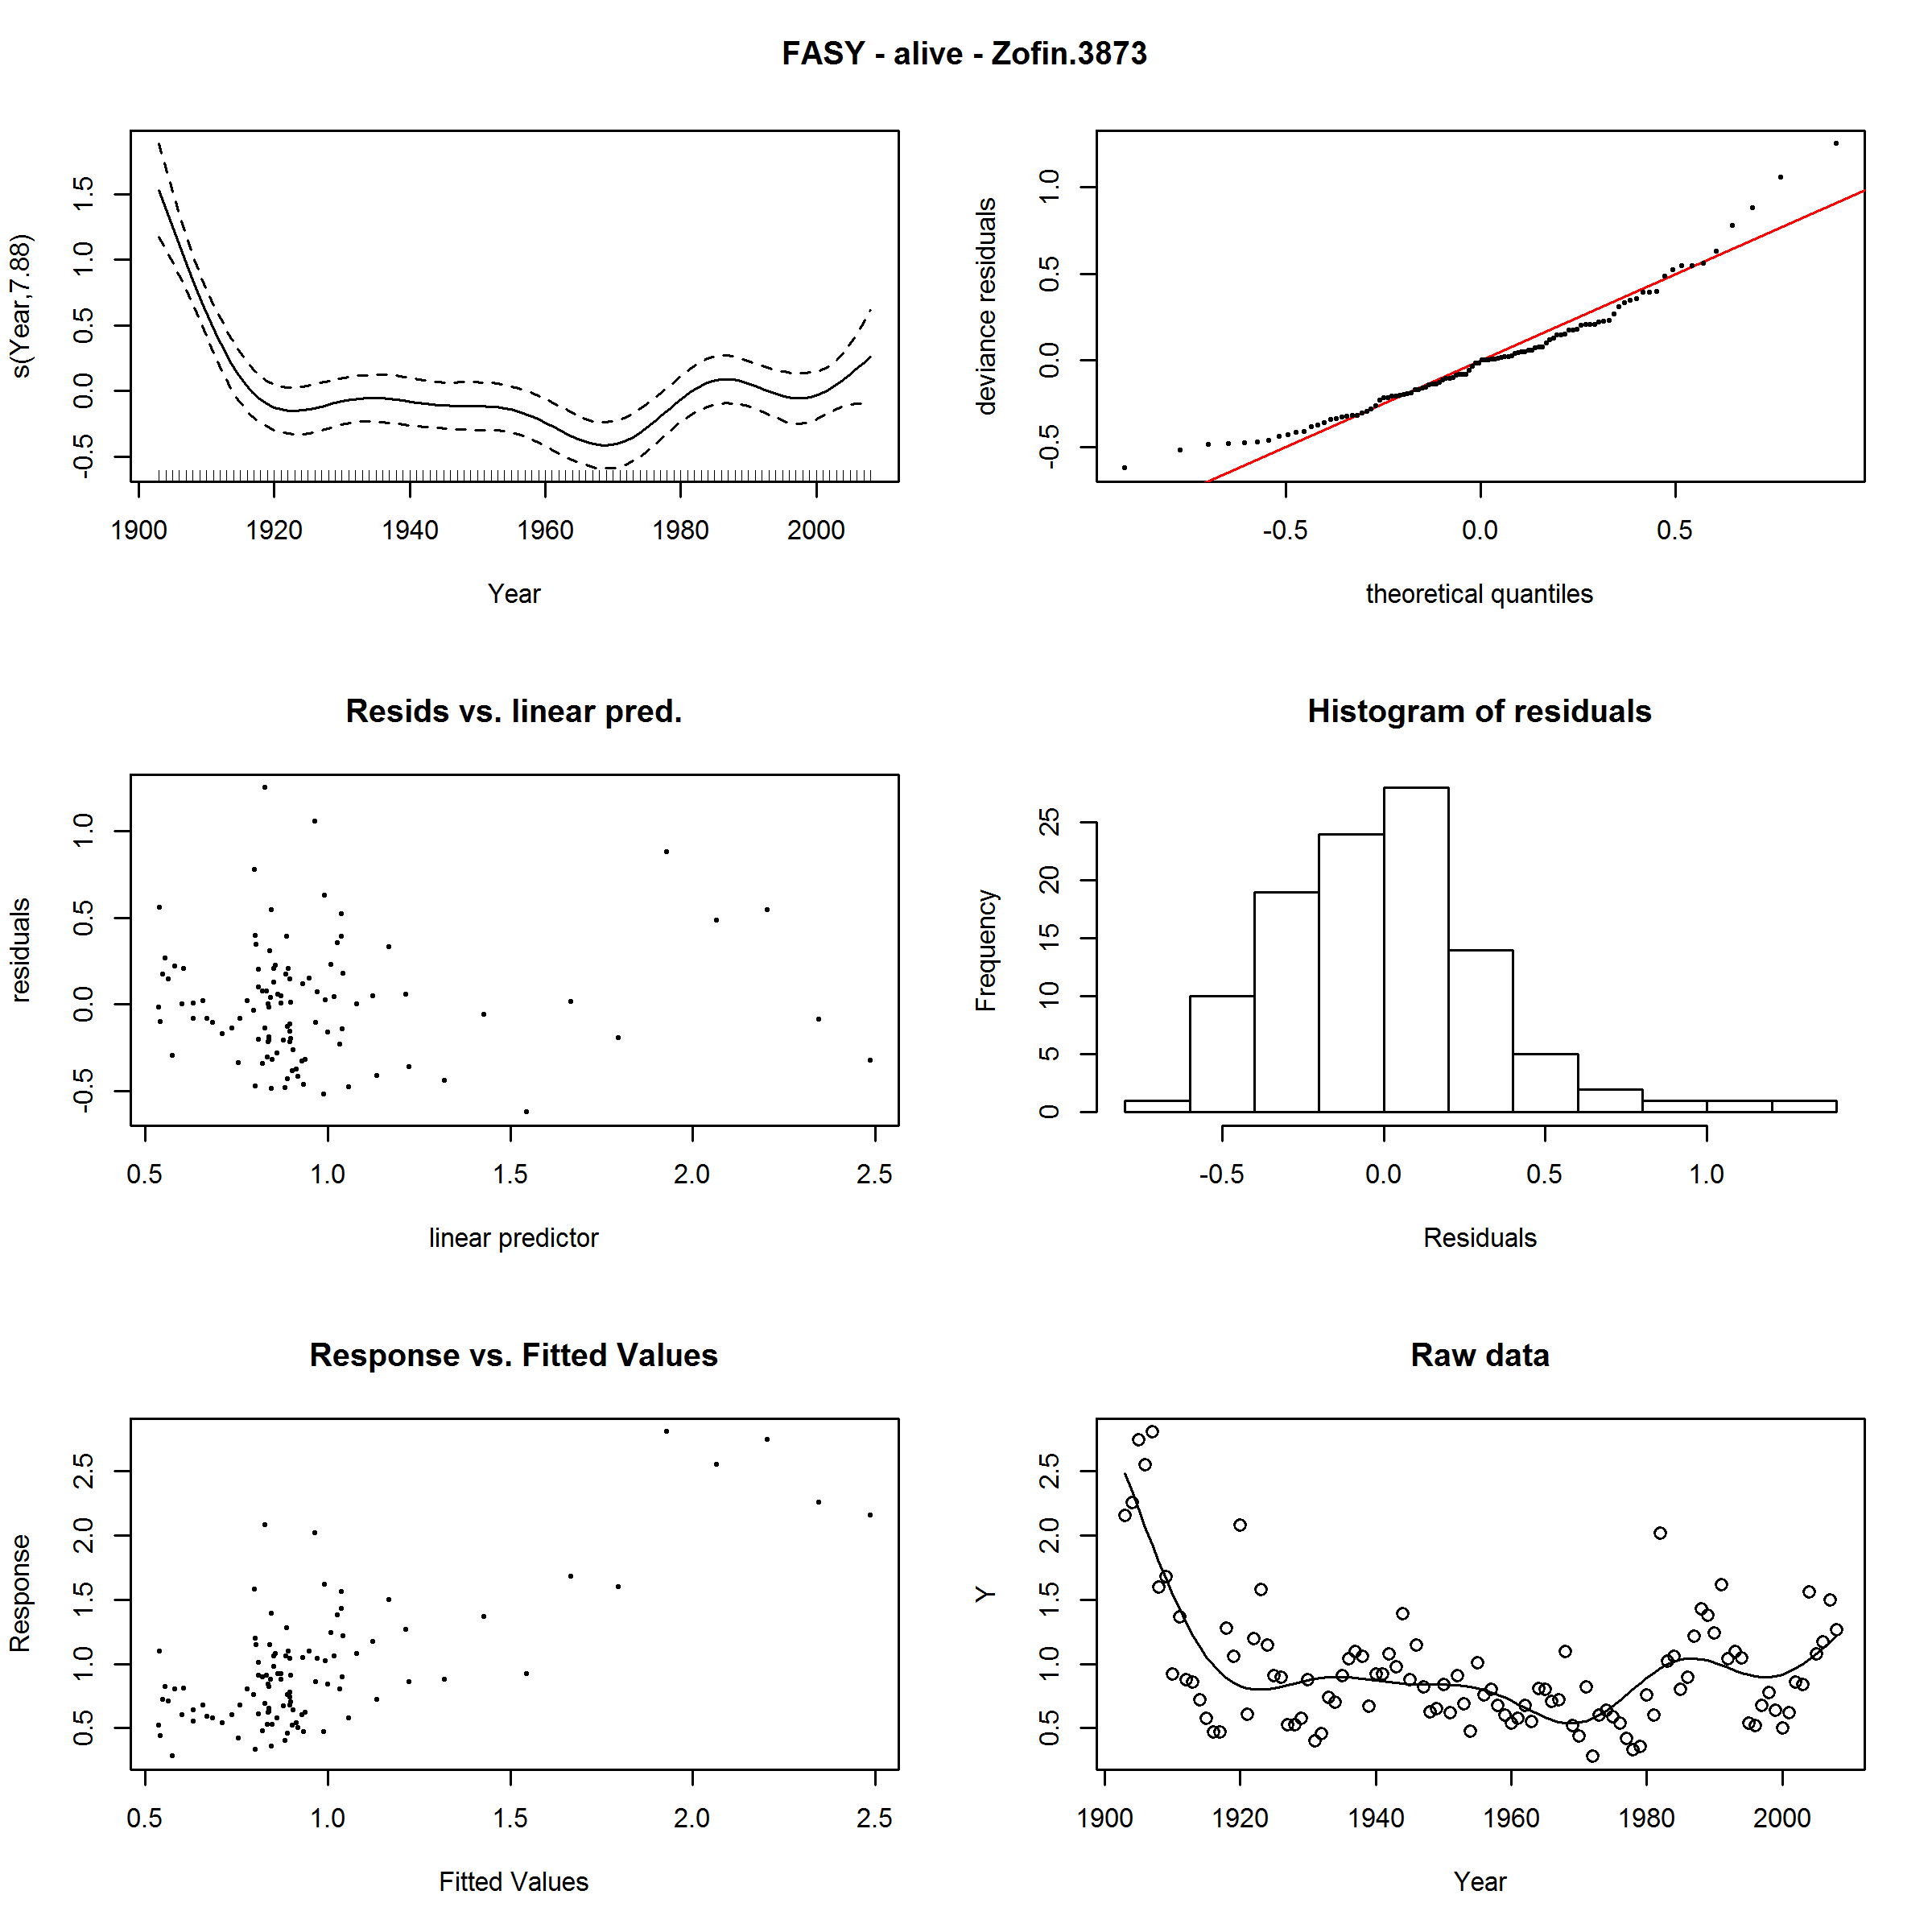 FASY - alive - Zofin.3873
s(Year,7.88)
-0.5 0.0 0.5 1.0 1.5
1900 1920 1940 1960 1980 2000
Year
deviance residuals
-0.5 0.0 0.5 1.0
-0.5 0.0 0.5
theoretical quantiles
Resids vs. linear pred.
residuals
-0.5 0.0 0.5 1.0
0.5 1.0 1.5 2.0 2.5
linear predictor
Histogram of residuals
Frequency
0 5 10 15 20 25
-0.5 0.0 0.5 1.0
Residuals
Response vs. Fitted Values
Response
0.5 1.0 1.5 2.0 2.5
0.5 1.0 1.5 2.0 2.5
Fitted Values
Raw data
Y
0.5 1.0 1.5 2.0 2.5
1900 1920 1940 1960 1980 2000
Year